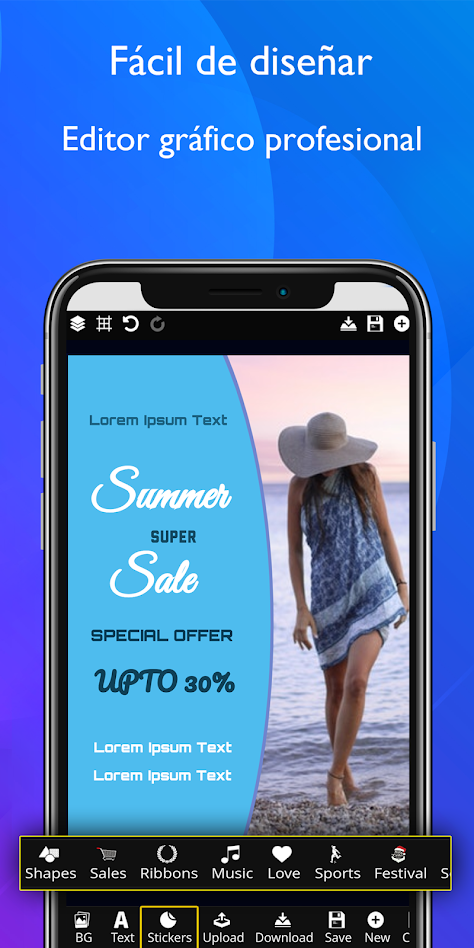 Fácil de diseñar
Editor gráfico profesional
Lorem Ipsum Text
Summer
SUPER
Sale
SPECIAL OFFER
UPTO 30%
Lorem Ipsum Text
Lorem Ipsum Text
Shapes Sales Ribbons Music Love Sports Festival
BG Text Stickers Upload Download Save New